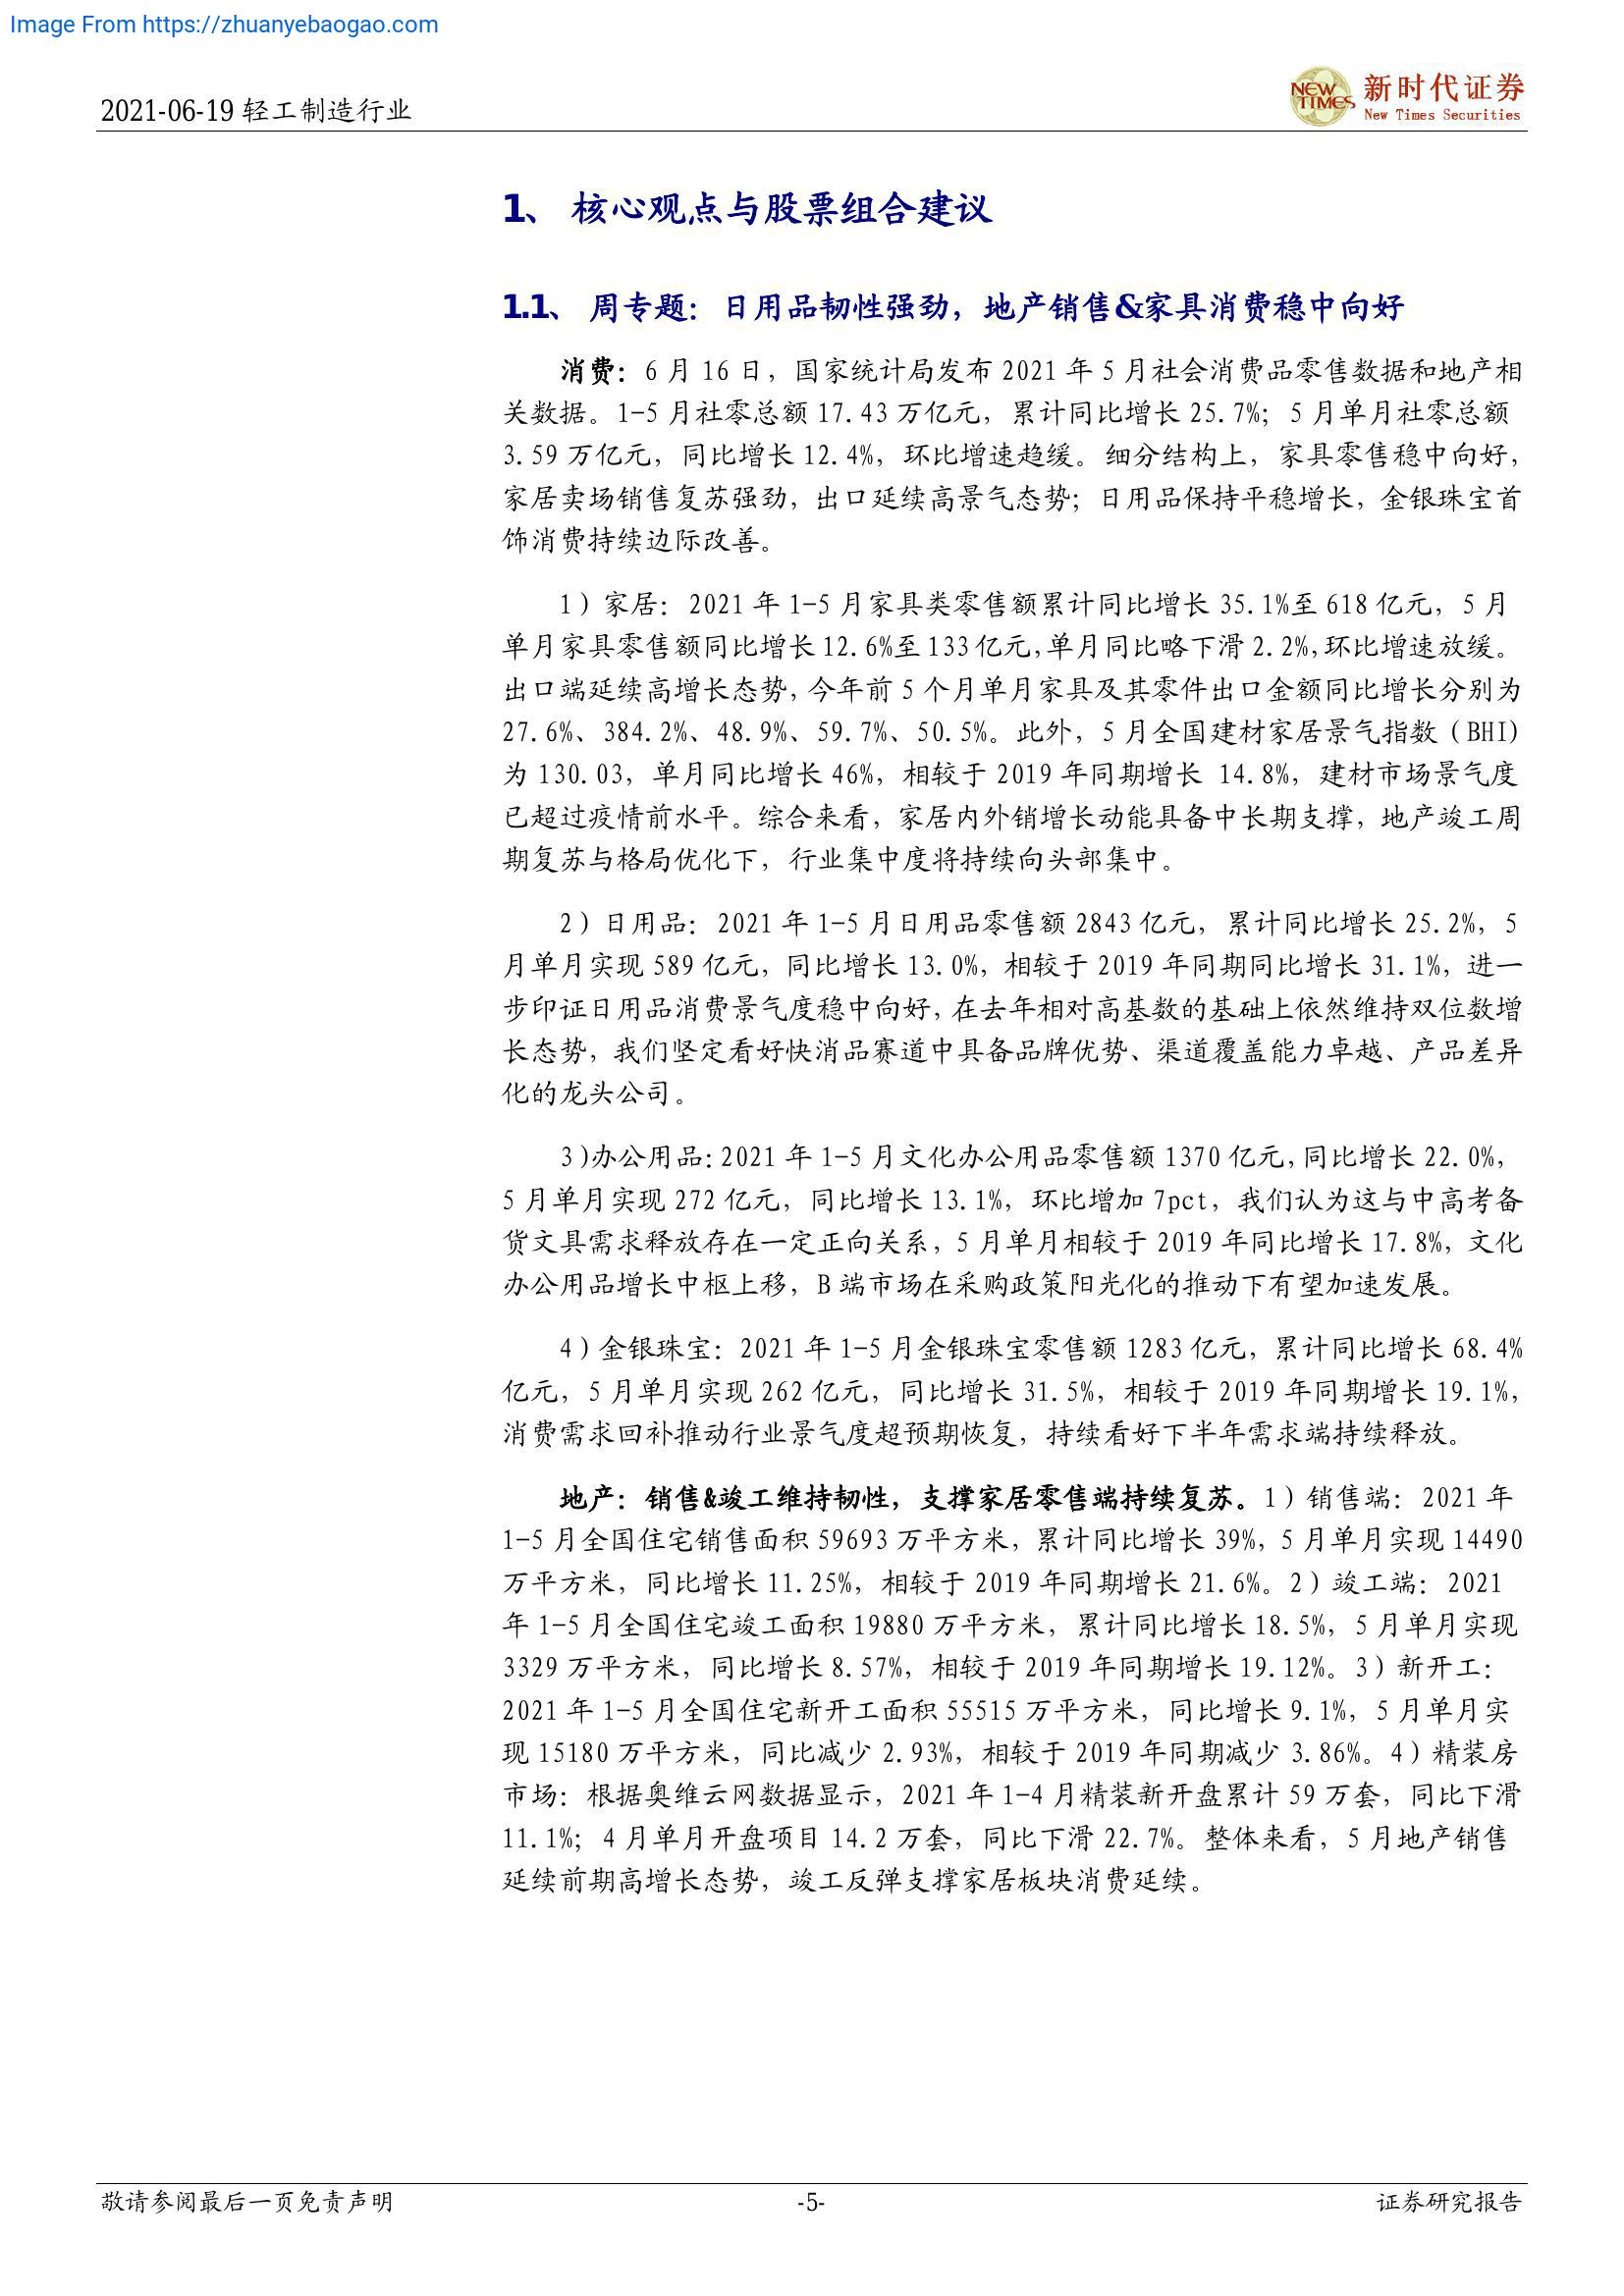 Image From https://zhuanyebaogao.com
2021-06-19 轻工制造行业
NEW TIMES
新时代证券
New Times Securities
1、 核心观点与股票组合建议
1.1、 周专题：日用品韧性强劲，地产销售&家具消费稳中向好
消费：6 月 16 日，国家统计局发布 2021 年 5 月社会消费品零售数据和地产相
关数据。1-5 月社零总额 17.43 万亿元，累计同比增长 25.7%；5 月单月社零总额
3.59 万亿元，同比增长 12.4%，环比增速趋缓。细分结构上，家具零售稳中向好，
家居卖场销售复苏强劲，出口延续高景气态势；日用品保持平稳增长，金银珠宝首
饰消费持续边际改善。
1）家居：2021 年 1-5 月家具类零售额累计同比增长 35.1%至 618 亿元，5 月
单月家具零售额同比增长 12.6%至 133 亿元，单月同比略下滑 2.2%，环比增速放缓。
出口端延续高增长态势，今年前 5 个月单月家具及其零件出口金额同比增长分别为
27.6%、384.2%、48.9%、59.7%、50.5%。此外，5 月全国建材家居景气指数（BHI）
为 130.03，单月同比增长 46%，相较于 2019 年同期增长 14.8%，建材市场景气度
已超过疫情前水平。综合来看，家居内外销增长动能具备中长期支撑，地产竣工周
期复苏与格局优化下，行业集中度将持续向头部集中。
2）日用品：2021 年 1-5 月日用品零售额 2843 亿元，累计同比增长 25.2%，5
月单月实现 589 亿元，同比增长 13.0%，相较于 2019 年同期同比增长 31.1%，进一
步印证日用品消费景气度稳中向好，在去年相对高基数的基础上依然维持双位数增
长态势，我们坚定看好快消品赛道中具备品牌优势、渠道覆盖能力卓越、产品差异
化的龙头公司。
3)办公用品：2021 年 1-5 月文化办公用品零售额 1370 亿元，同比增长 22.0%，
5 月单月实现 272 亿元，同比增长 13.1%，环比增加 7pct，我们认为这与中高考备
货文具需求释放存在一定正向关系，5 月单月相较于 2019 年同比增长 17.8%，文化
办公用品增长中枢上移，B 端市场在采购政策阳光化的推动下有望加速发展。
4）金银珠宝：2021 年 1-5 月金银珠宝零售额 1283 亿元，累计同比增长 68.4%
亿元，5 月单月实现 262 亿元，同比增长 31.5%，相较于 2019 年同期增长 19.1%，
消费需求回补推动行业景气度超预期恢复，持续看好下半年需求端持续释放。
地产：销售&竣工维持韧性，支撑家居零售端持续复苏。1）销售端：2021 年
1-5 月全国住宅销售面积 59693 万平方米，累计同比增长 39%，5 月单月实现 14490
万平方米，同比增长 11.25%，相较于 2019 年同期增长 21.6%。2）竣工端：2021
年 1-5 月全国住宅竣工面积 19880 万平方米，累计同比增长 18.5%，5 月单月实现
3329 万平方米，同比增长 8.57%，相较于 2019 年同期增长 19.12%。3）新开工：
2021 年 1-5 月全国住宅新开工面积 55515 万平方米，同比增长 9.1%，5 月单月实
现 15180 万平方米，同比减少 2.93%，相较于 2019 年同期减少 3.86%。4）精装房
市场：根据奥维云网数据显示，2021 年 1-4 月精装新开盘累计 59 万套，同比下滑
11.1%；4 月单月开盘项目 14.2 万套，同比下滑 22.7%。整体来看，5 月地产销售
延续前期高增长态势，竣工反弹支撑家居板块消费延续。
敬请参阅最后一页免责声明
-5-
证券研究报告